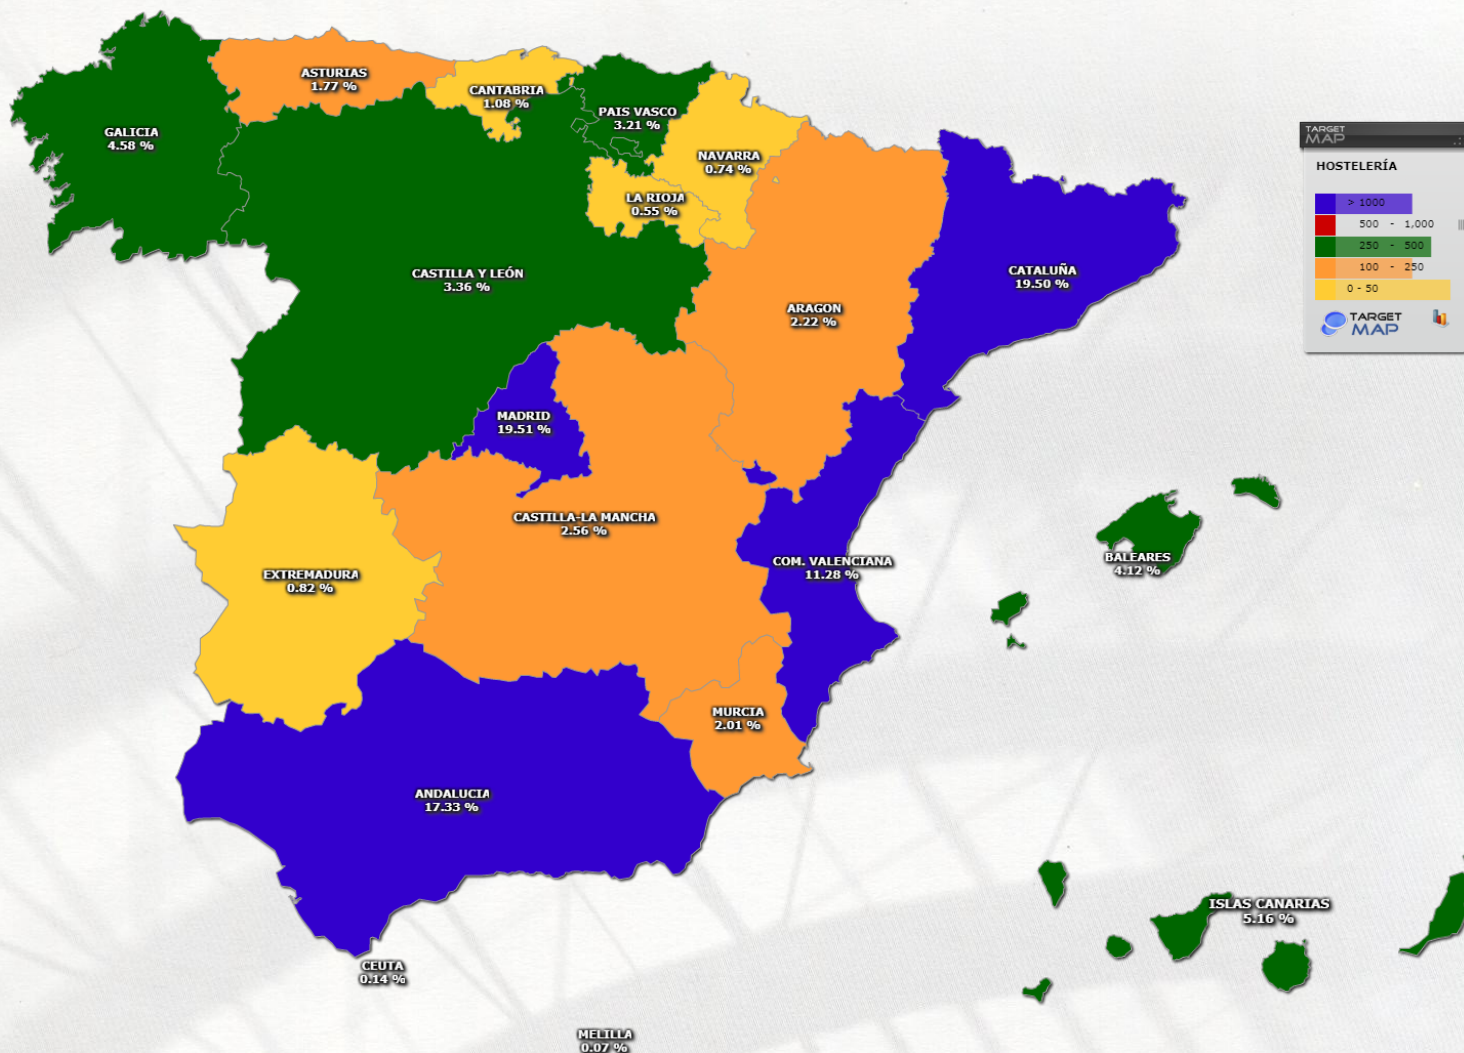 ASTURIAS
1.77 %
CANTABRIA
1.08 %
PAIS VASCO
3.21 %
GALICIA
4.58 %
NAVARRA
0.74 %
LA RIOJA
0.55 %
CASTILLA Y LEÓN
3.36 %
CATALUÑA
19.50 %
ARAGON
2.22 %
MADRID
19.51 %
CASTILLA-LA MANCHA
2.56 %
COM. VALENCIANA
11.28 %
BALEARES
4.12 %
EXTREMADURA
0.82 %
MURCIA
2.01 %
ANDALUCIA
17.33 %
ISLAS CANARIAS
5.16 %
CEUTA
0.14 %
MELILLA
0.07 %
TARGET
MAP
HOSTELERÍA
> 1000
500 - 1,000
250 - 500
100 - 250
0 - 50
TARGET
MAP